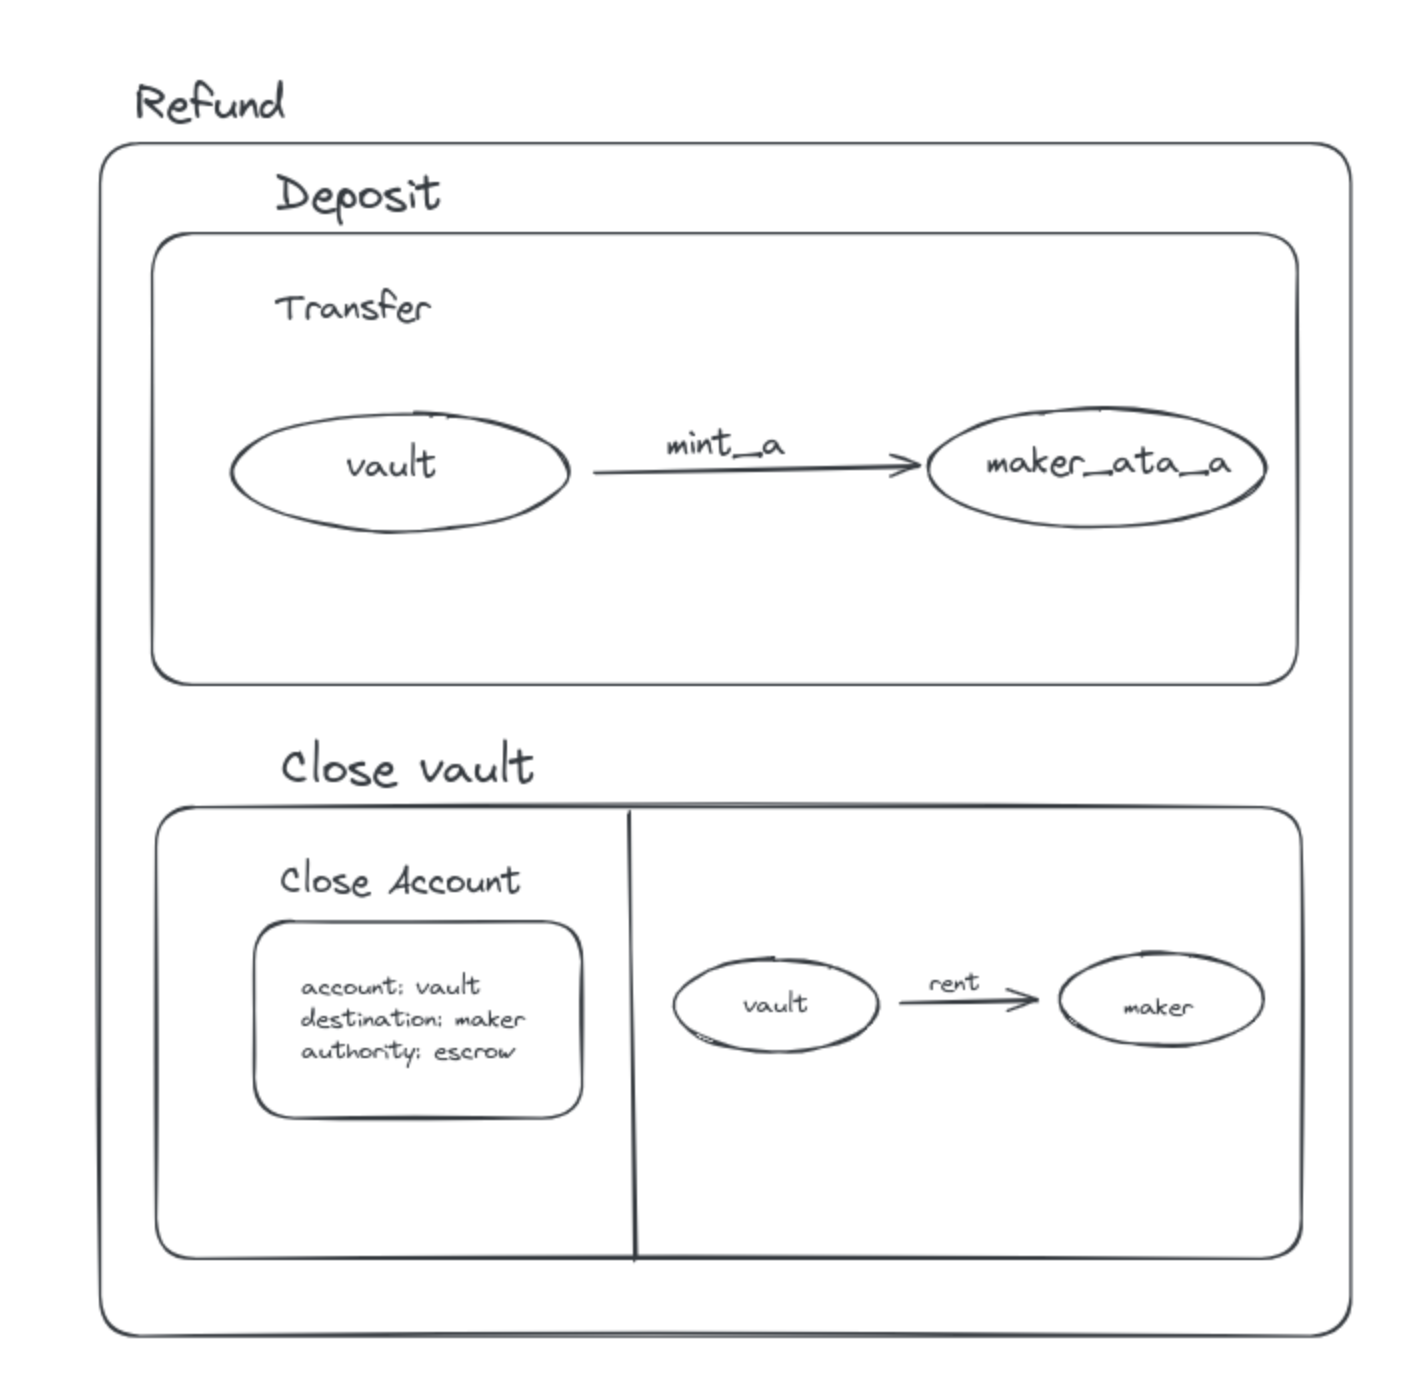 Refund
Deposit
Transfer
vault
mint_a
maker_ata_a
Close vault
Close Account
account: vault
destination: maker
authority: escrow
vault
rent
maker